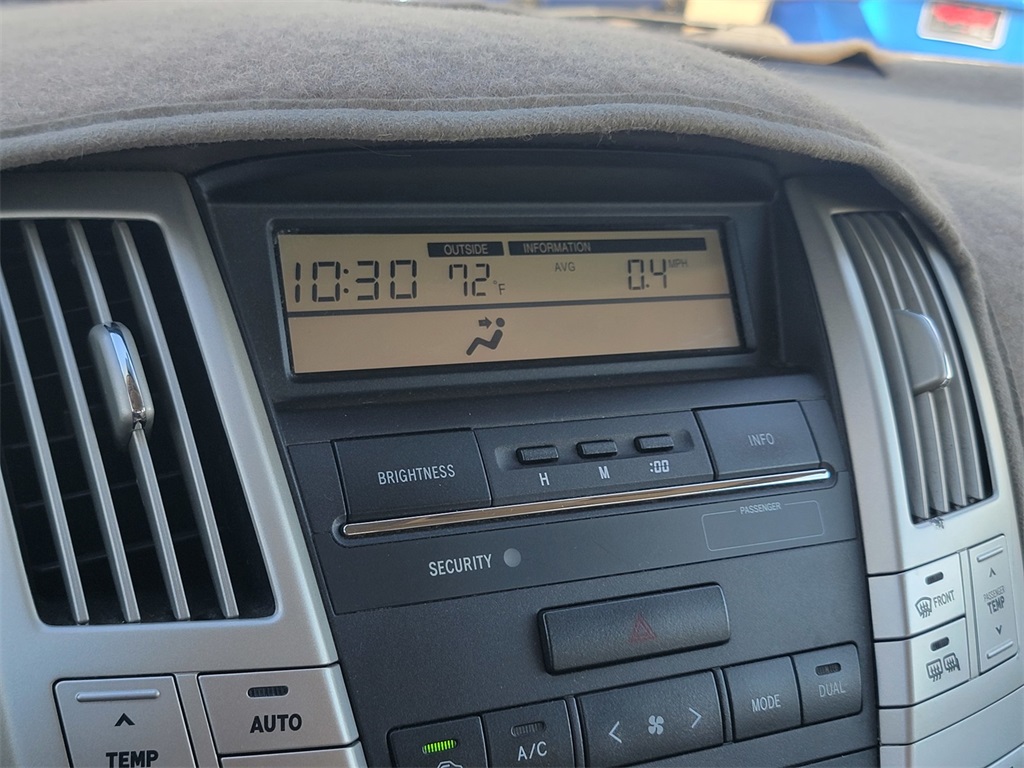 OUTSIDE INFORMATION
10:30 72°F AVG 0.4 MPH
BRIGHTNESS H M :00 INFO
PASSENGER
SECURITY
FRONT
PASSENGER
TEMP
AUTO
MODE DUAL
TEMP
A/C